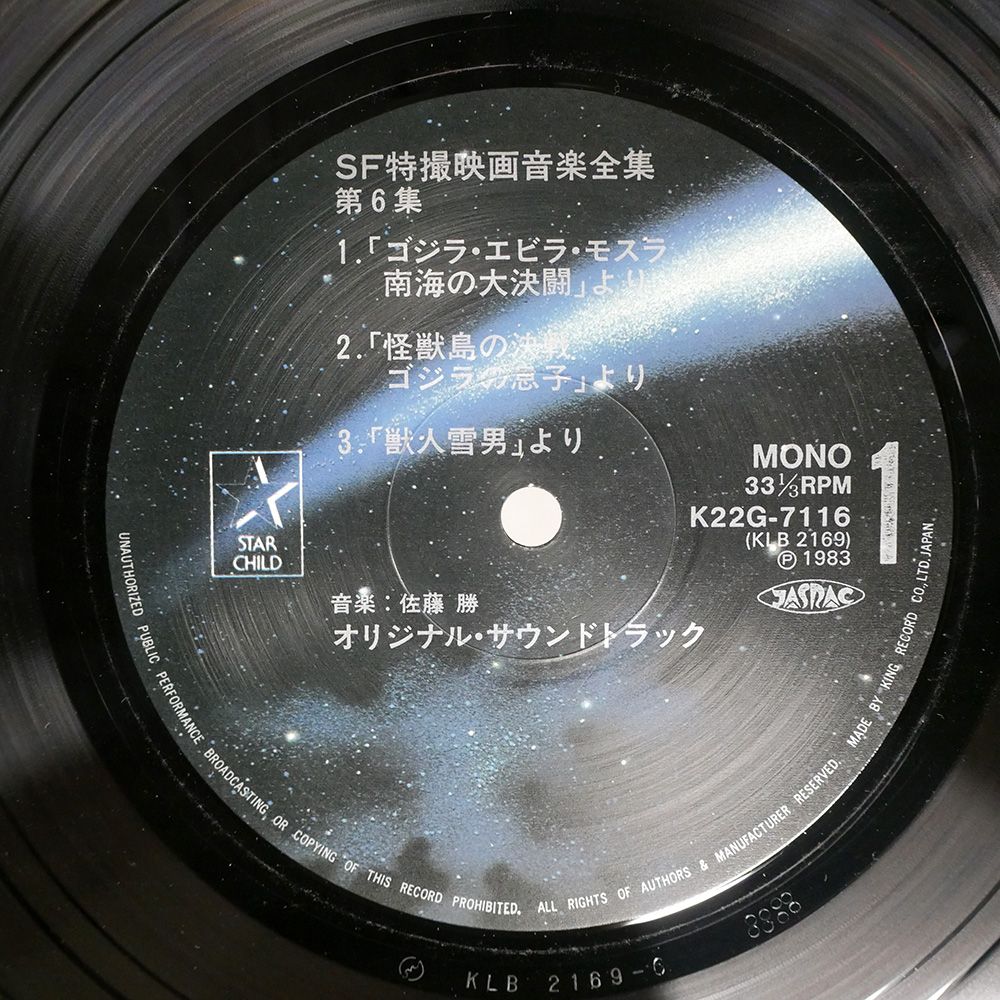 SF特撮映画音楽全集
第6集
1.「ゴジラ・エビラ・モスラ
南海の大決闘」より
2.「怪獣島の決戦
ゴジラの息子」より
3.「獣人雪男」より
MONO
33⅓RPM
K22G-7116
(KLB 2169)
Ⓟ 1983
1
STAR
CHILD
JASRAC
音楽:佐藤 勝
オリジナル・サウンドトラック
UNAUTHORIZED PUBLIC PERFORMANCE BROADCASTING OR COPYING OF THIS RECORD PROHIBITED. ALL RIGHTS OF AUTHORS & MANUFACTURER RESERVED. MADE BY KING RECORD CO., LTD. JAPAN
KLB 2169-